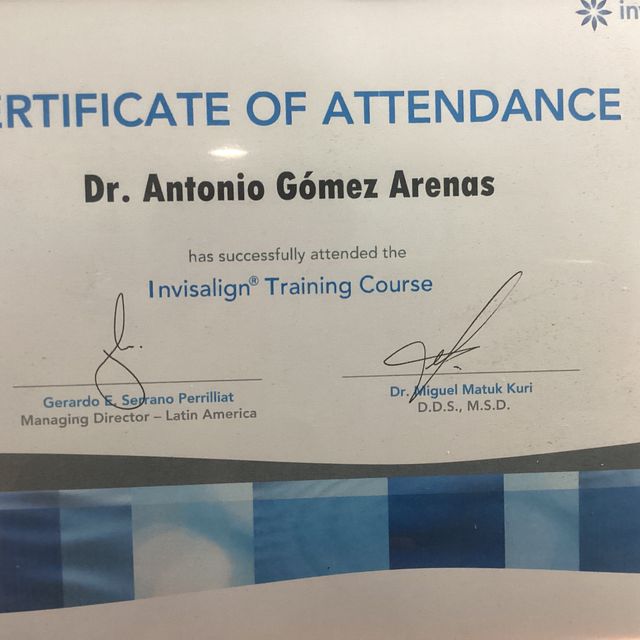 ERTIFICATE OF ATTENDANCE
Dr. Antonio Gómez Arenas
has successfully attended the
Invisalign® Training Course
Gerardo E. Serrano Perrilliat
Managing Director – Latin America
Dr. Miguel Matuk Kuri
D.D.S., M.S.D.